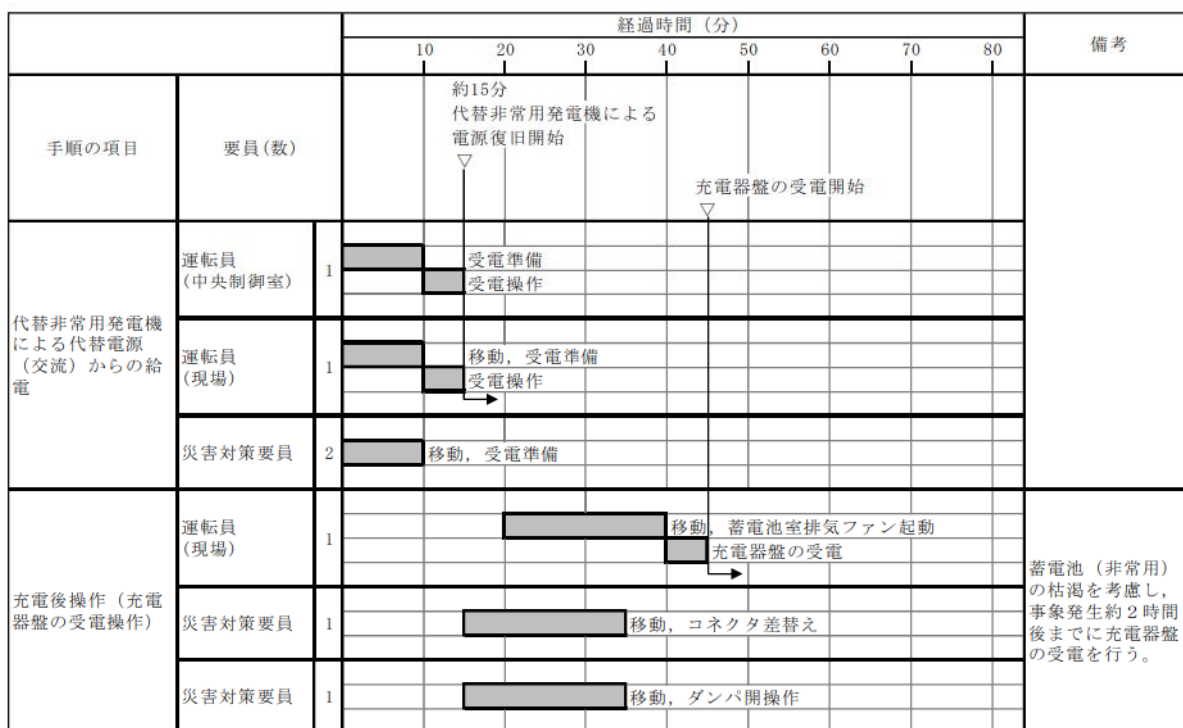 経過時間（分）
備考
10 20 30 40 50 60 70 80
手順の項目
要員(数)
約15分
代替非常用発電機による
電源復旧開始
▽
充電器盤の受電開始
▽
代替非常用発電機
による代替電源
（交流）からの給
電
運転員
(中央制御室)
1
受電準備
受電操作
運転員
(現場)
1
移動，受電準備
受電操作
災害対策要員
2
移動，受電準備
充電後操作（充電
器盤の受電操作）
運転員
(現場)
1
移動，蓄電池室排気ファン起動
充電器盤の受電
災害対策要員
1
移動，コネクタ差替え
災害対策要員
1
移動，ダンパ開操作
蓄電池（非常用）
の枯渇を考慮し，
事象発生約２時間
後までに充電器盤
の受電を行う。